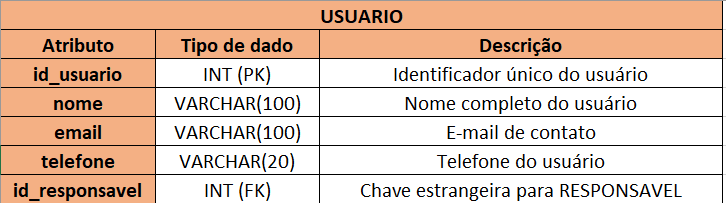 USUARIO
Atributo Tipo de dado Descrição
id_usuario INT (PK) Identificador único do usuário
nome VARCHAR(100) Nome completo do usuário
email VARCHAR(100) E-mail de contato
telefone VARCHAR(20) Telefone do usuário
id_responsavel INT (FK) Chave estrangeira para RESPONSAVEL